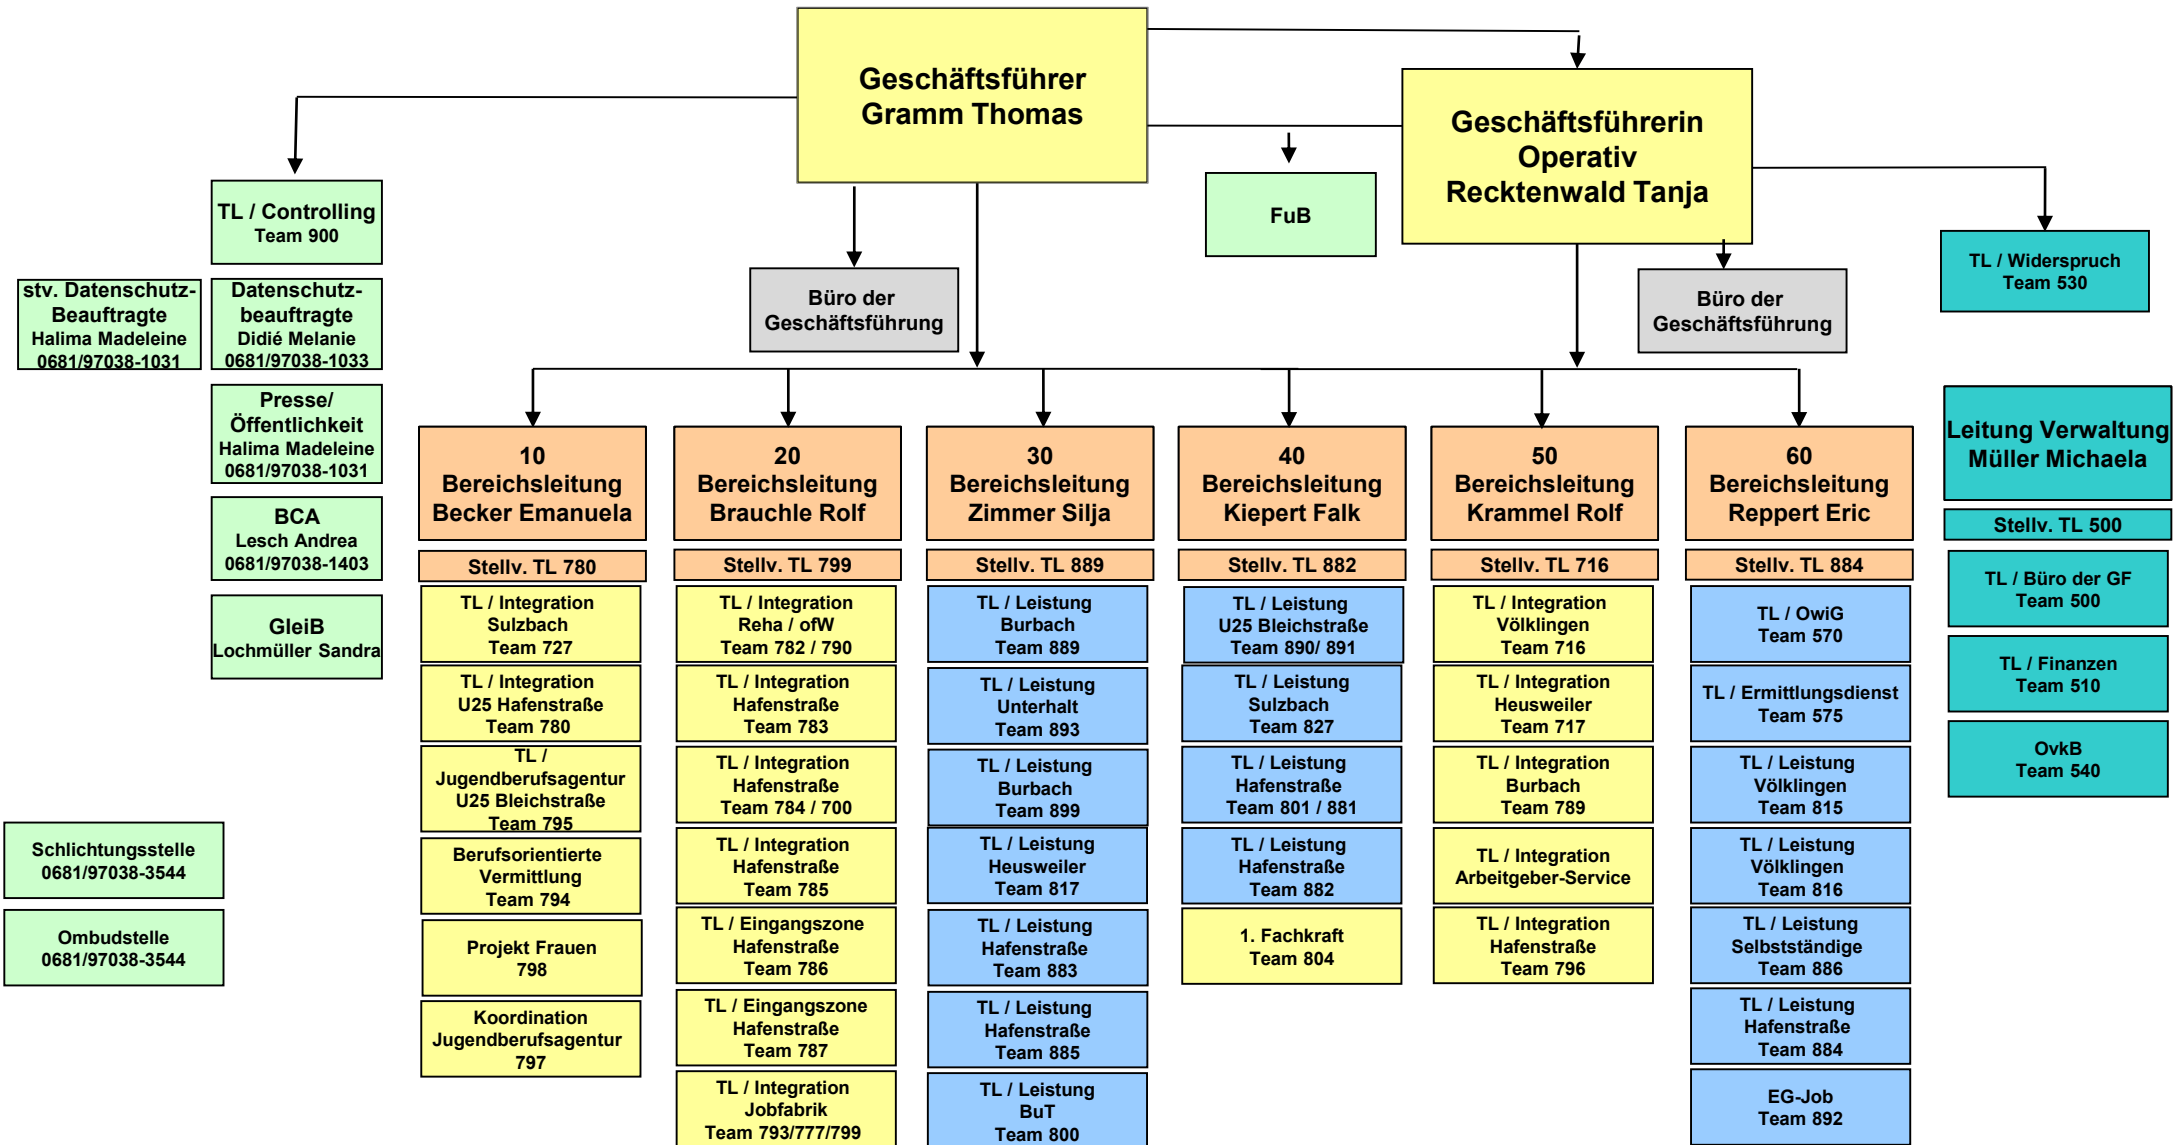 Geschäftsführer
Gramm Thomas
Geschäftsführerin
Operativ
Recktenwald Tanja
FuB
Büro der
Geschäftsführung
Büro der
Geschäftsführung
TL / Controlling
Team 900
stv. Datenschutz-
Beauftragte
Halima Madeleine
0681/97038-1031
Datenschutz-
beauftragte
Didié Melanie
0681/97038-1033
Presse/
Öffentlichkeit
Halima Madeleine
0681/97038-1031
BCA
Lesch Andrea
0681/97038-1403
GleiB
Lochmüller Sandra
Schlichtungsstelle
0681/97038-3544
Ombudstelle
0681/97038-3544
10
Bereichsleitung
Becker Emanuela
Stellv. TL 780
TL / Integration
Sulzbach
Team 727
TL / Integration
U25 Hafenstraße
Team 780
TL /
Jugendberufsagentur
U25 Bleichstraße
Team 795
Berufsorientierte
Vermittlung
Team 794
Projekt Frauen
798
Koordination
Jugendberufsagentur
797
20
Bereichsleitung
Brauchle Rolf
Stellv. TL 799
TL / Integration
Reha / ofW
Team 782 / 790
TL / Integration
Hafenstraße
Team 783
TL / Integration
Hafenstraße
Team 784 / 700
TL / Integration
Hafenstraße
Team 785
TL / Eingangszone
Hafenstraße
Team 786
TL / Eingangszone
Hafenstraße
Team 787
TL / Integration
Jobfabrik
Team 793/777/799
30
Bereichsleitung
Zimmer Silja
Stellv. TL 889
TL / Leistung
Burbach
Team 889
TL / Leistung
Unterhalt
Team 893
TL / Leistung
Burbach
Team 899
TL / Leistung
Heusweiler
Team 817
TL / Leistung
Hafenstraße
Team 883
TL / Leistung
Hafenstraße
Team 885
TL / Leistung
BuT
Team 800
40
Bereichsleitung
Kiepert Falk
Stellv. TL 882
TL / Leistung
U25 Bleichstraße
Team 890/ 891
TL / Leistung
Sulzbach
Team 827
TL / Leistung
Hafenstraße
Team 801 / 881
TL / Leistung
Hafenstraße
Team 882
1. Fachkraft
Team 804
50
Bereichsleitung
Krammel Rolf
Stellv. TL 716
TL / Integration
Völklingen
Team 716
TL / Integration
Heusweiler
Team 717
TL / Integration
Burbach
Team 789
TL / Integration
Arbeitgeber-Service
TL / Integration
Hafenstraße
Team 796
60
Bereichsleitung
Reppert Eric
Stellv. TL 884
TL / OwiG
Team 570
TL / Ermittlungsdienst
Team 575
TL / Leistung
Völklingen
Team 815
TL / Leistung
Völklingen
Team 816
TL / Leistung
Selbstständige
Team 886
TL / Leistung
Hafenstraße
Team 884
EG-Job
Team 892
TL / Widerspruch
Team 530
Leitung Verwaltung
Müller Michaela
Stellv. TL 500
TL / Büro der GF
Team 500
TL / Finanzen
Team 510
OvkB
Team 540